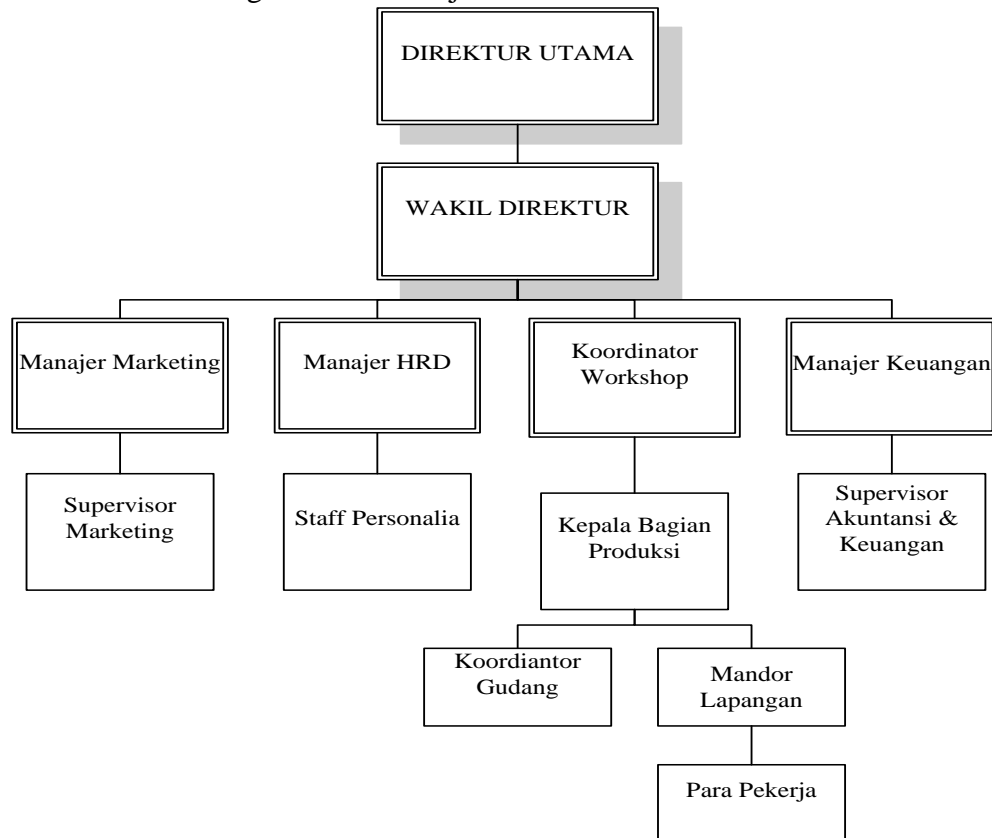 DIREKTUR UTAMA
WAKIL DIREKTUR
Manajer Marketing
Manajer HRD
Koordinator
Workshop
Manajer Keuangan
Supervisor
Marketing
Staff Personalia
Kepala Bagian
Produksi
Supervisor
Akuntansi &
Keuangan
Koordiantor
Gudang
Mandor
Lapangan
Para Pekerja